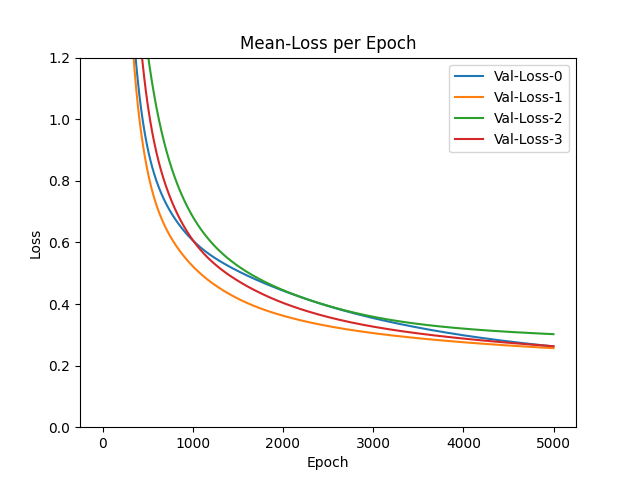 Mean-Loss per Epoch
1.2
1.0
0.8
0.6
0.4
0.2
0.0
Loss
Val-Loss-0
Val-Loss-1
Val-Loss-2
Val-Loss-3
0 1000 2000 3000 4000 5000
Epoch